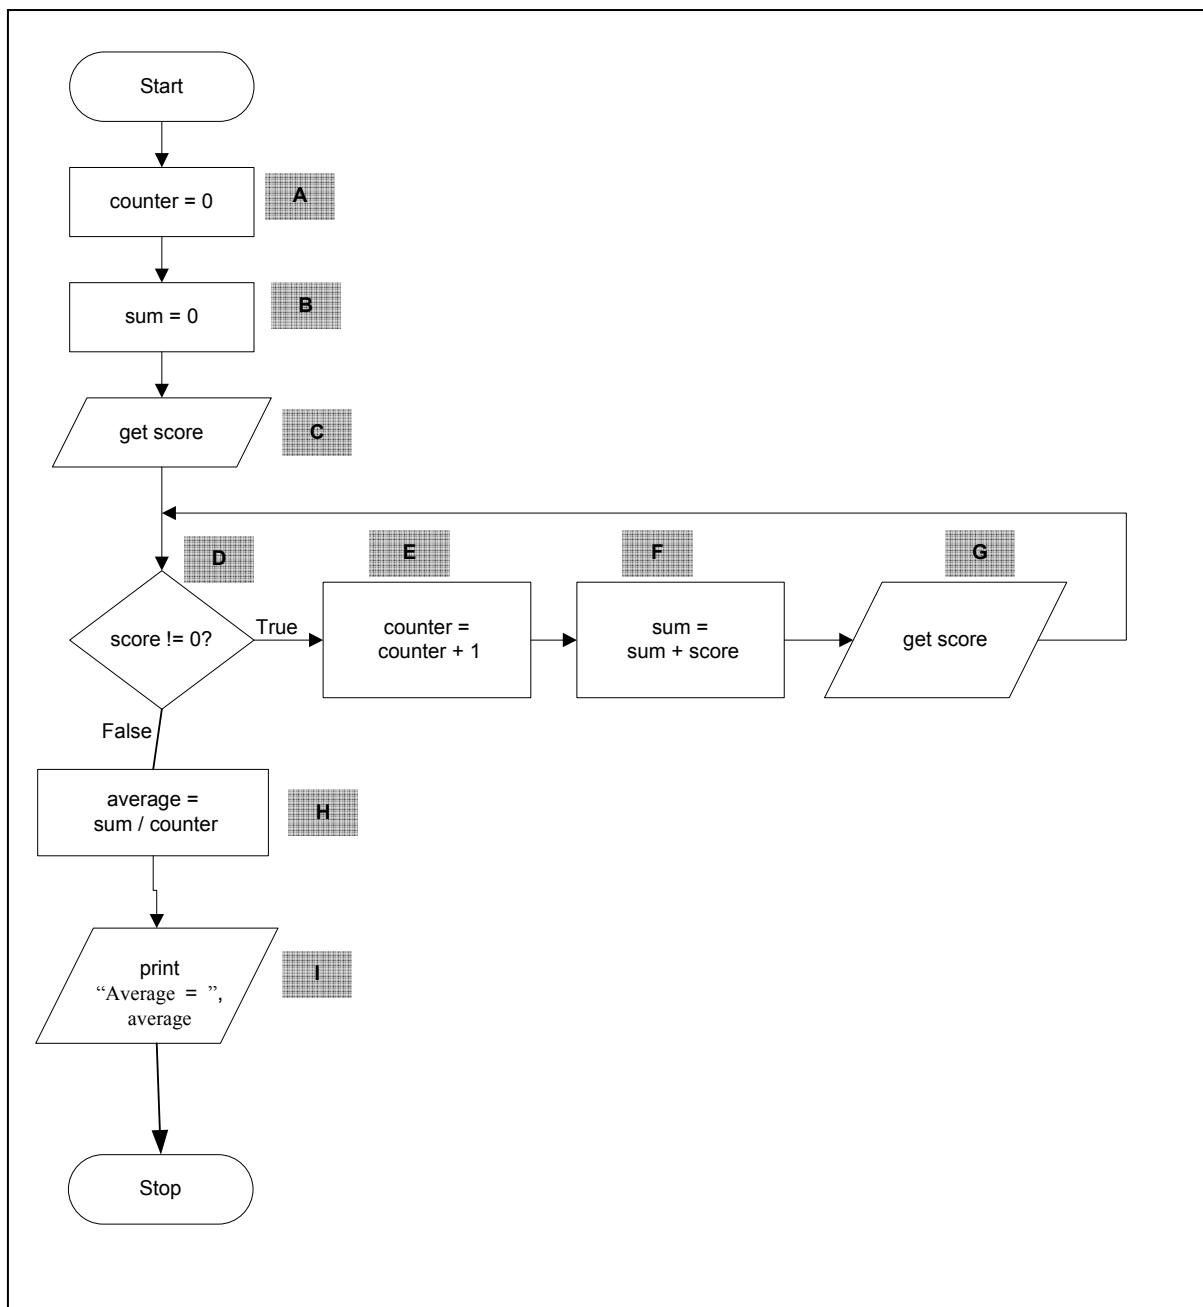 Start
counter = 0
A
sum = 0
B
get score
C
D
score != 0?
True
E
counter =
counter + 1
F
sum =
sum + score
G
get score
False
average =
sum / counter
H
print
“Average = ”,
average
I
Stop